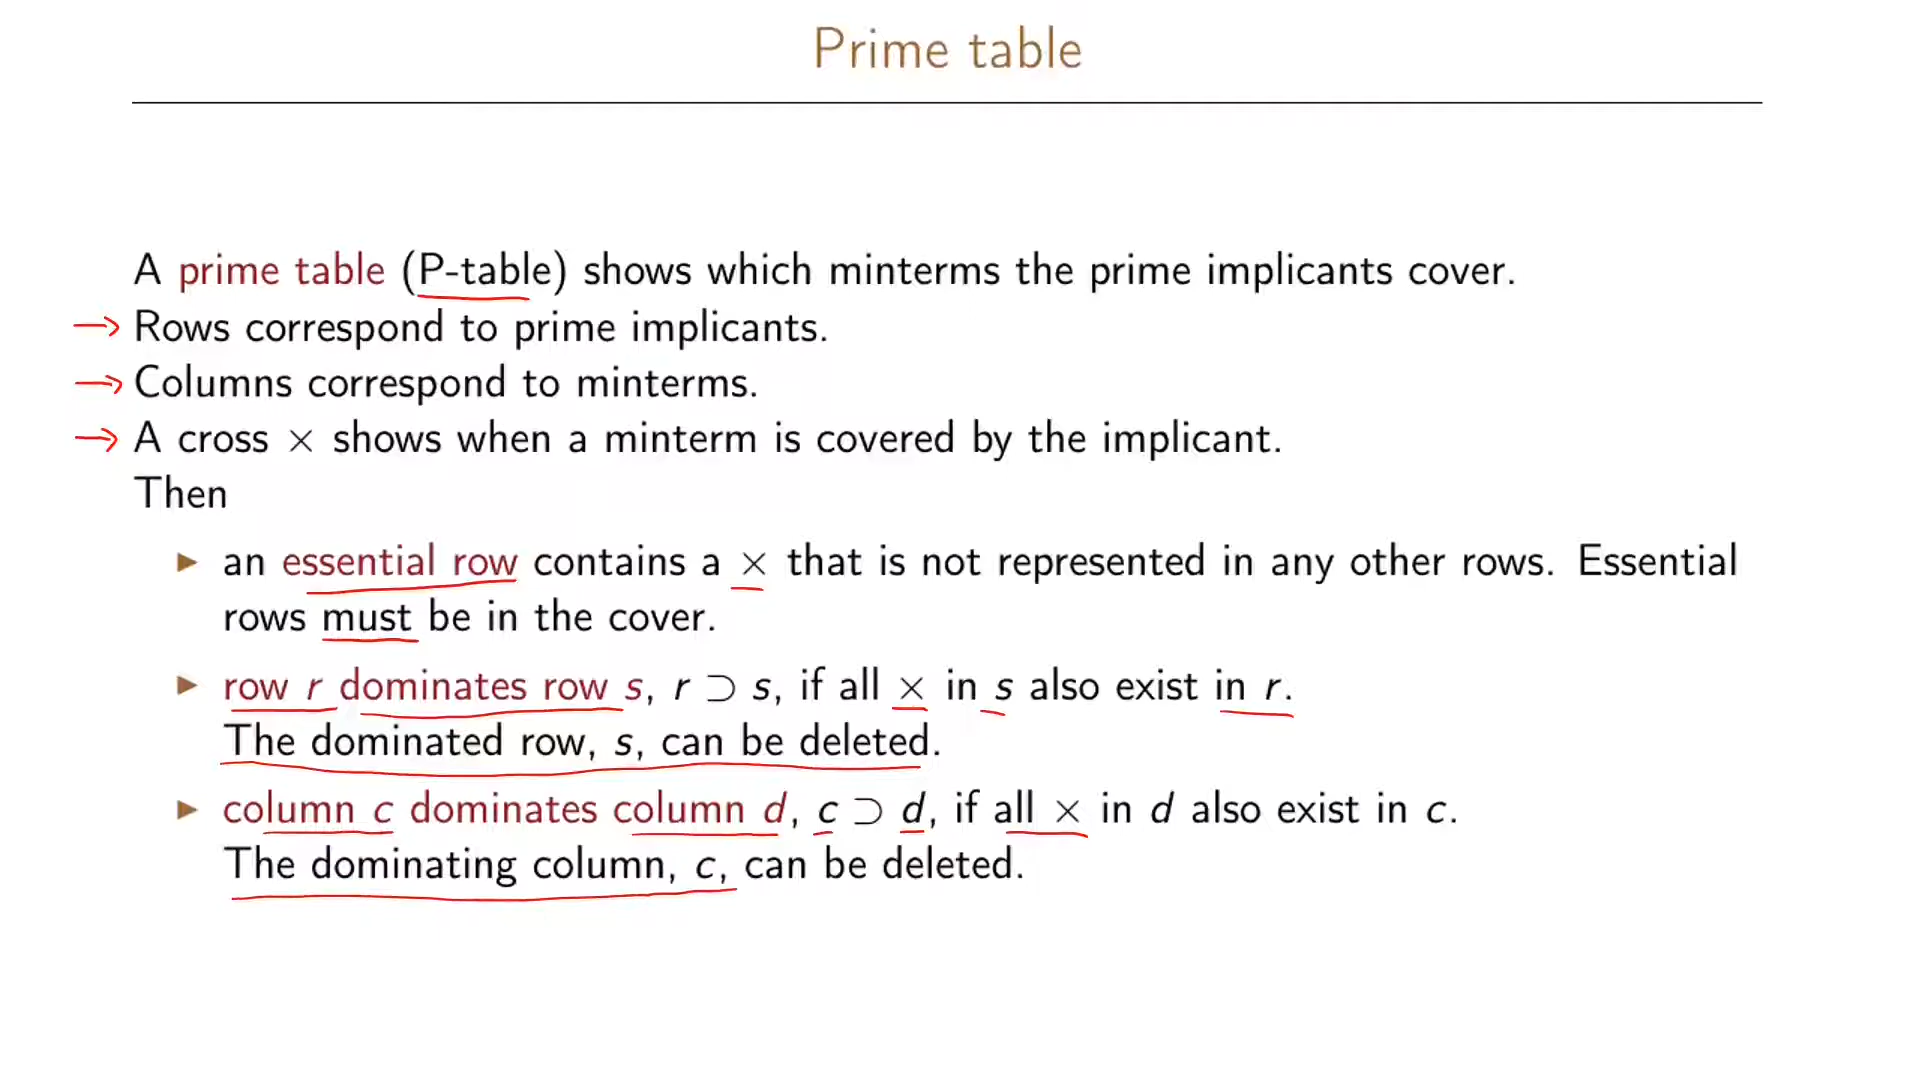 Prime table
A prime table (P-table) shows which minterms the prime implicants cover.
Rows correspond to prime implicants.
Columns correspond to minterms.
A cross × shows when a minterm is covered by the implicant.
Then
▶ an essential row contains a × that is not represented in any other rows. Essential
rows must be in the cover.
▶ row r dominates row s, r ⊃ s, if all × in s also exist in r.
The dominated row, s, can be deleted.
▶ column c dominates column d, c ⊃ d, if all × in d also exist in c.
The dominating column, c, can be deleted.